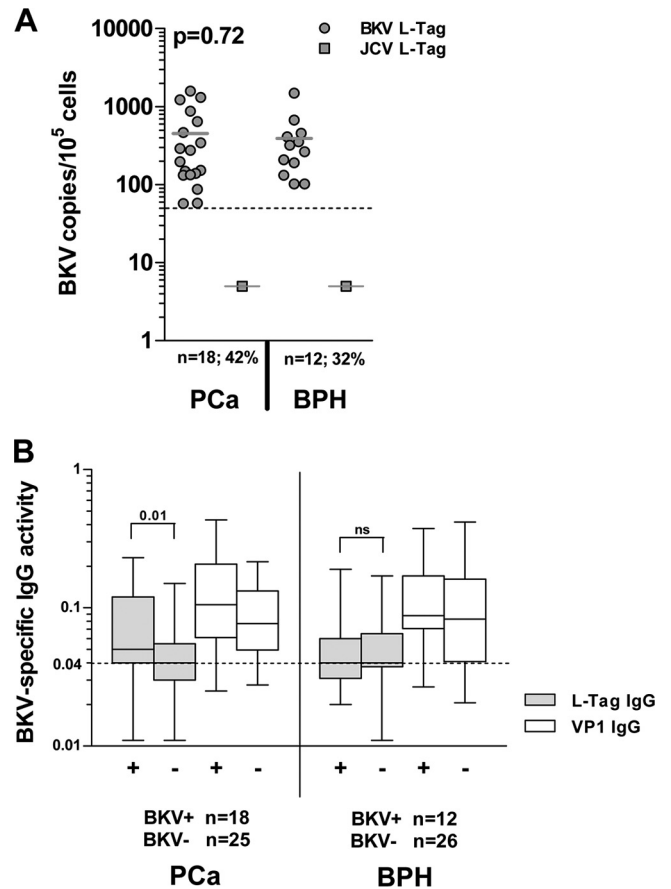 A
p=0.72
BKV L-Tag
JCV L-Tag
BKV copies/10⁵ cells
10000
1000
100
10
1
n=18; 42%
n=12; 32%
PCa
BPH
B
BKV-specific IgG activity
1
0.1
0.04
0.01
0.01
ns
L-Tag IgG
VP1 IgG
+ - + - + - + -
BKV+ n=18
BKV- n=25
BKV+ n=12
BKV- n=26
PCa
BPH